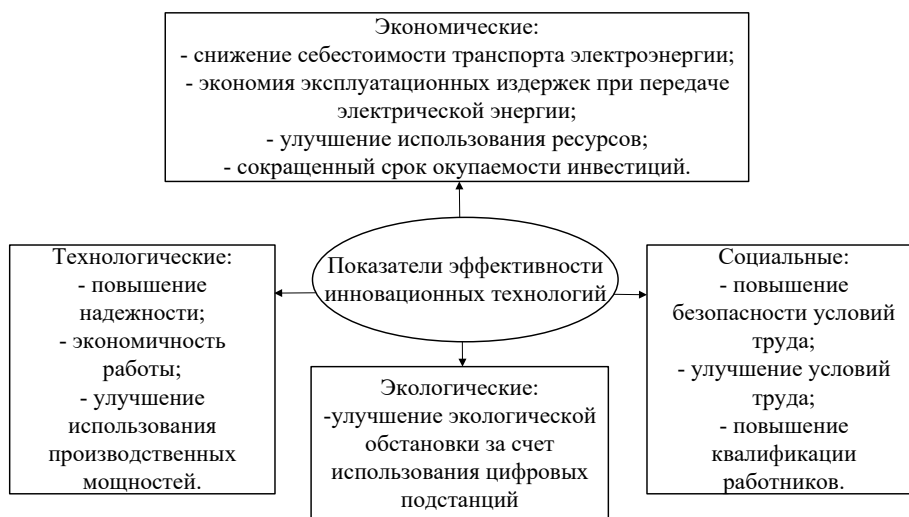 Экономические:
- снижение себестоимости транспорта электроэнергии;
- экономия эксплуатационных издержек при передаче
электрической энергии;
- улучшение использования ресурсов;
- сокращенный срок окупаемости инвестиций.
Показатели эффективности
инновационных технологий
Технологические:
- повышение
надежности;
- экономичность
работы;
- улучшение
использования
производственных
мощностей.
Экологические:
-улучшение экологической
обстановки за счет
использования цифровых
подстанций
Социальные:
- повышение
безопасности условий
труда;
- улучшение условий
труда;
- повышение
квалификации
работников.